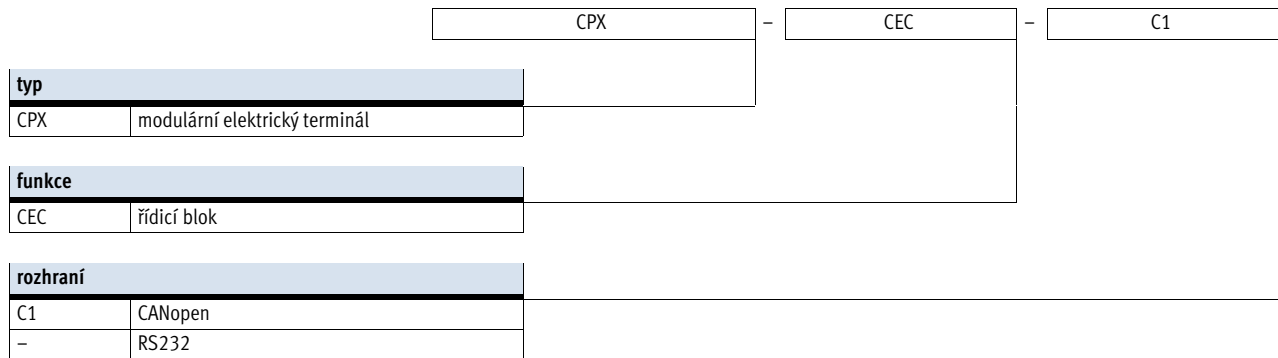 CPX – CEC – C1
typ
CPX modulární elektrický terminál
funkce
CEC řídicí blok
rozhraní
C1 CANopen
– RS232